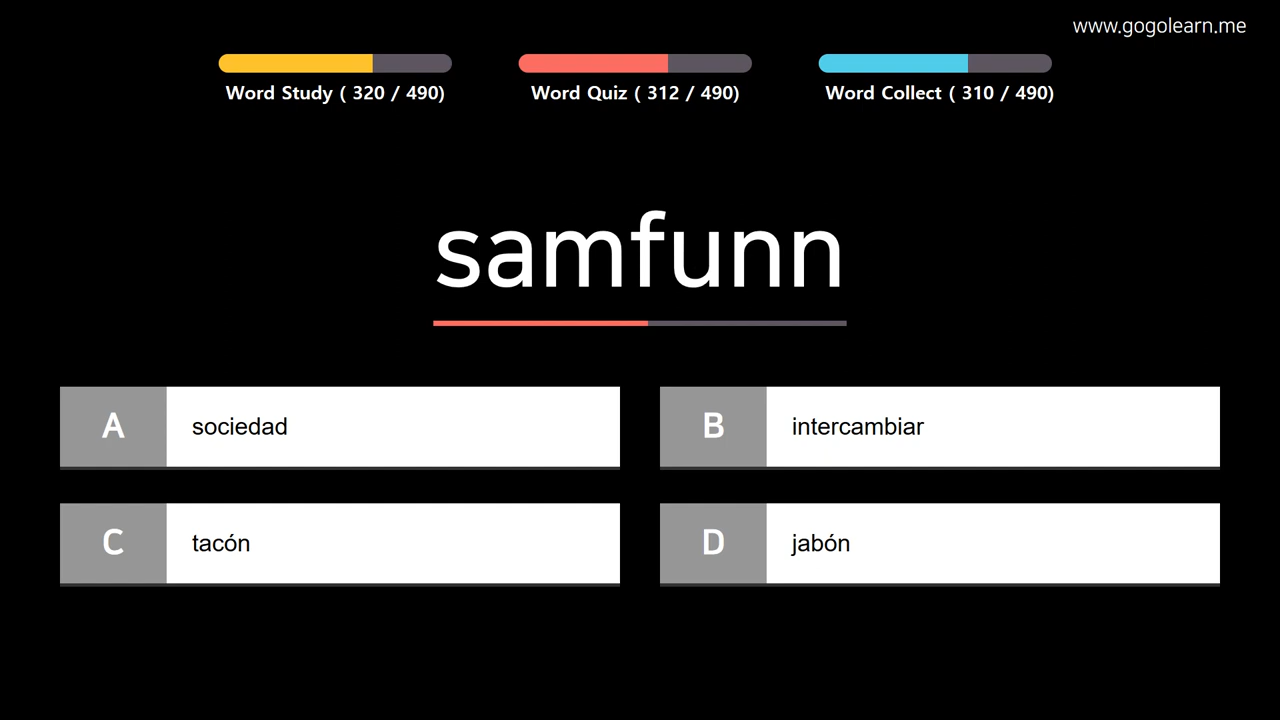 www.gogolearn.me
Word Study ( 320 / 490)
Word Quiz ( 312 / 490)
Word Collect ( 310 / 490)
samfunn
A sociedad
B intercambiar
C tacón
D jabón